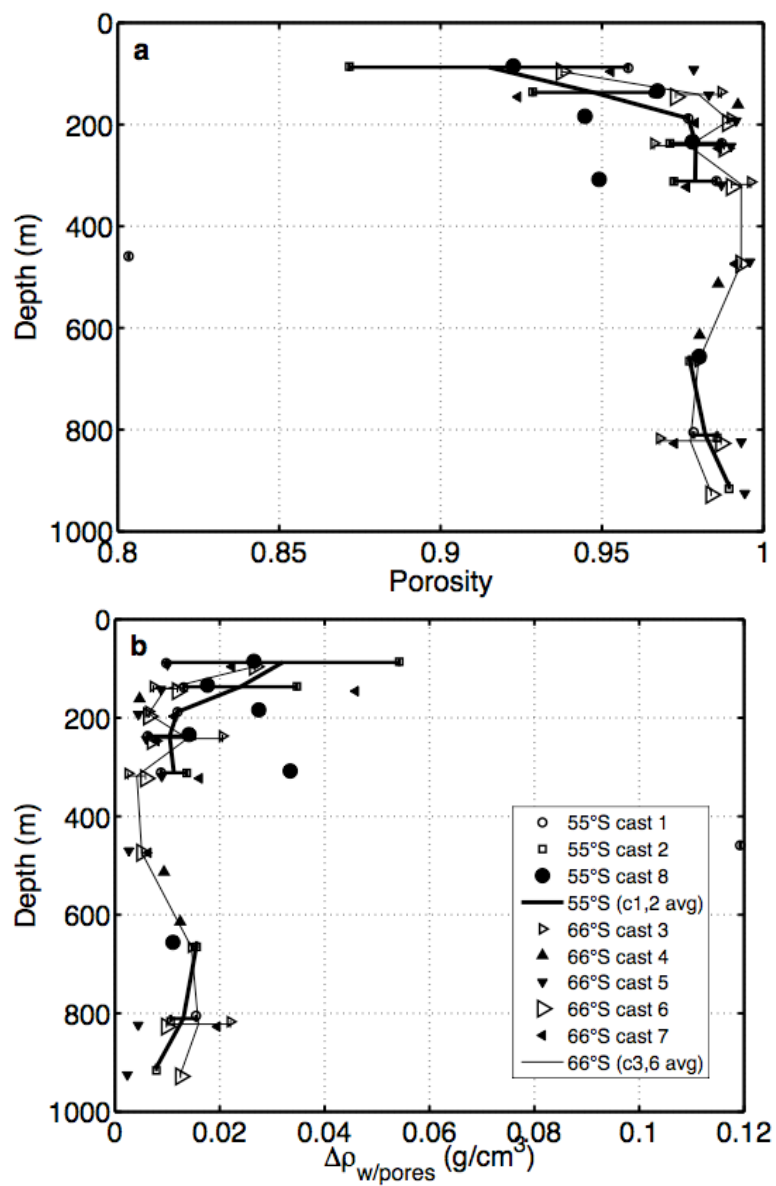 a
0
200
400
600
800
1000
Depth (m)
0.8
0.85
0.9
0.95
1
Porosity
b
0
200
400
600
800
1000
Depth (m)
55°S cast 1
55°S cast 2
55°S cast 8
55°S (c1,2 avg)
66°S cast 3
66°S cast 4
66°S cast 5
66°S cast 6
66°S cast 7
66°S (c3,6 avg)
0
0.02
0.04
0.06
0.08
0.1
0.12
Δρw/pores (g/cm³)